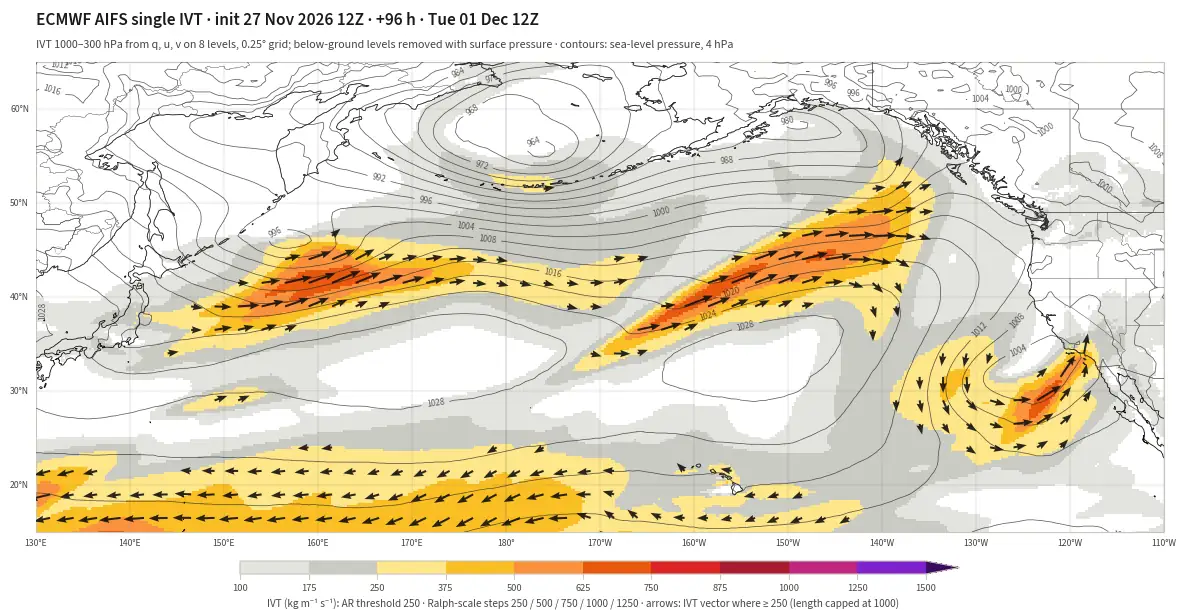 ECMWF AIFS single IVT · init 27 Nov 2026 12Z · +96 h · Tue 01 Dec 12Z
IVT 1000–300 hPa from q, u, v on 8 levels, 0.25° grid; below-ground levels removed with surface pressure · contours: sea-level pressure, 4 hPa
1012
984
996
1016
996
1004
1000
60°N
968
980
1000
964
1008
972
988
992
1000
50°N
996
1000
1004
996
1008
1016
40°N
1020
1028
1024
1028
1012
1008
1004
30°N
1028
20°N
130°E
140°E
150°E
160°E
170°E
180°
170°W
160°W
150°W
140°W
130°W
120°W
110°W
100
175
250
375
500
625
750
875
1000
1250
1500
IVT (kg m⁻¹ s⁻¹): AR threshold 250 · Ralph-scale steps 250 / 500 / 750 / 1000 / 1250 · arrows: IVT vector where ≥ 250 (length capped at 1000)